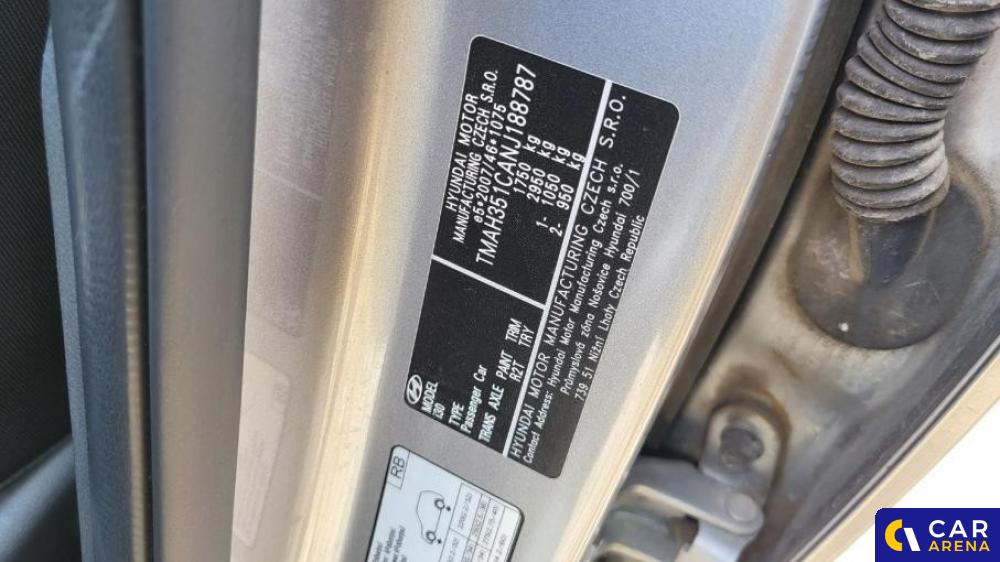 HYUNDAI MOTOR
MANUFACTURING CZECH S.R.O.
e5*2007/46*1075
TMAH351CANJ188787
1750 kg
2950 kg
1- 1050 kg
2- 950 kg
MODEL
i30
TYPE
Passenger Car
TRANS AXLE PAINT TRIM
R2T TRY
HYUNDAI MOTOR MANUFACTURING CZECH S.R.O.
Contact Address: Hyundai Motor Manufacturing Czech s.r.o.
Průmyslová zóna Nošovice Hyundai 700/1
739 51 Nižní Lhoty Czech Republic
RB
CAR
ARENA